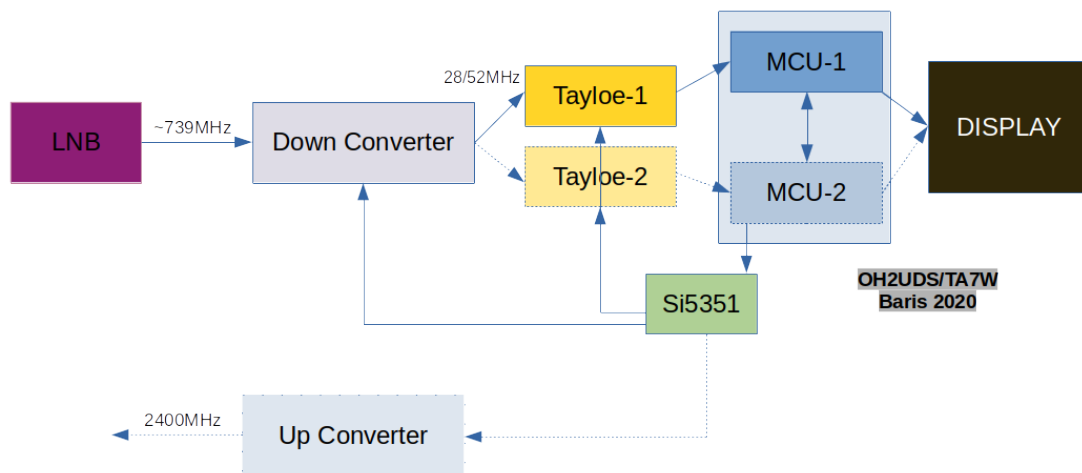 MCU-1
28/52MHz
Tayloe-1
LNB
~739MHz
Down Converter
DISPLAY
Tayloe-2
MCU-2
OH2UDS/TA7W
Baris 2020
Si5351
2400MHz
Up Converter